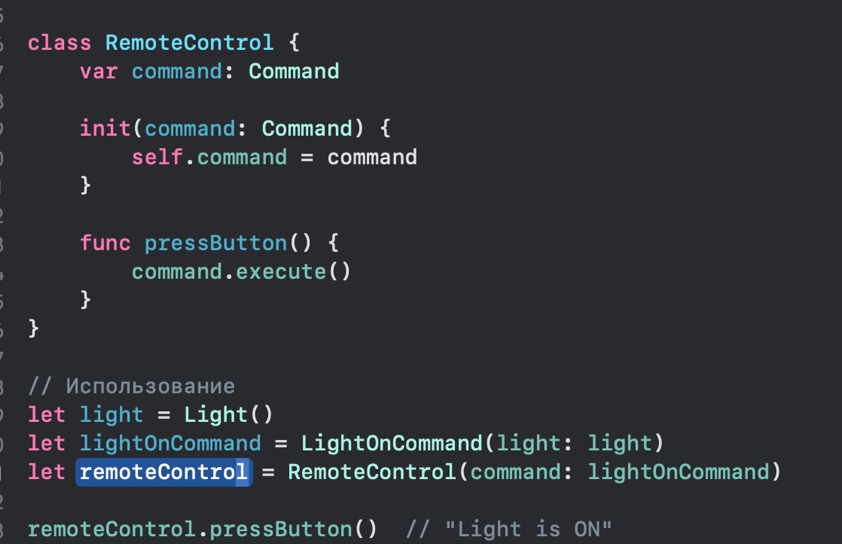 class RemoteControl {
    var command: Command

    init(command: Command) {
        self.command = command
    }

    func pressButton() {
        command.execute()
    }
}

// Использование
let light = Light()
let lightOnCommand = LightOnCommand(light: light)
let remoteControl = RemoteControl(command: lightOnCommand)

remoteControl.pressButton()  // "Light is ON"